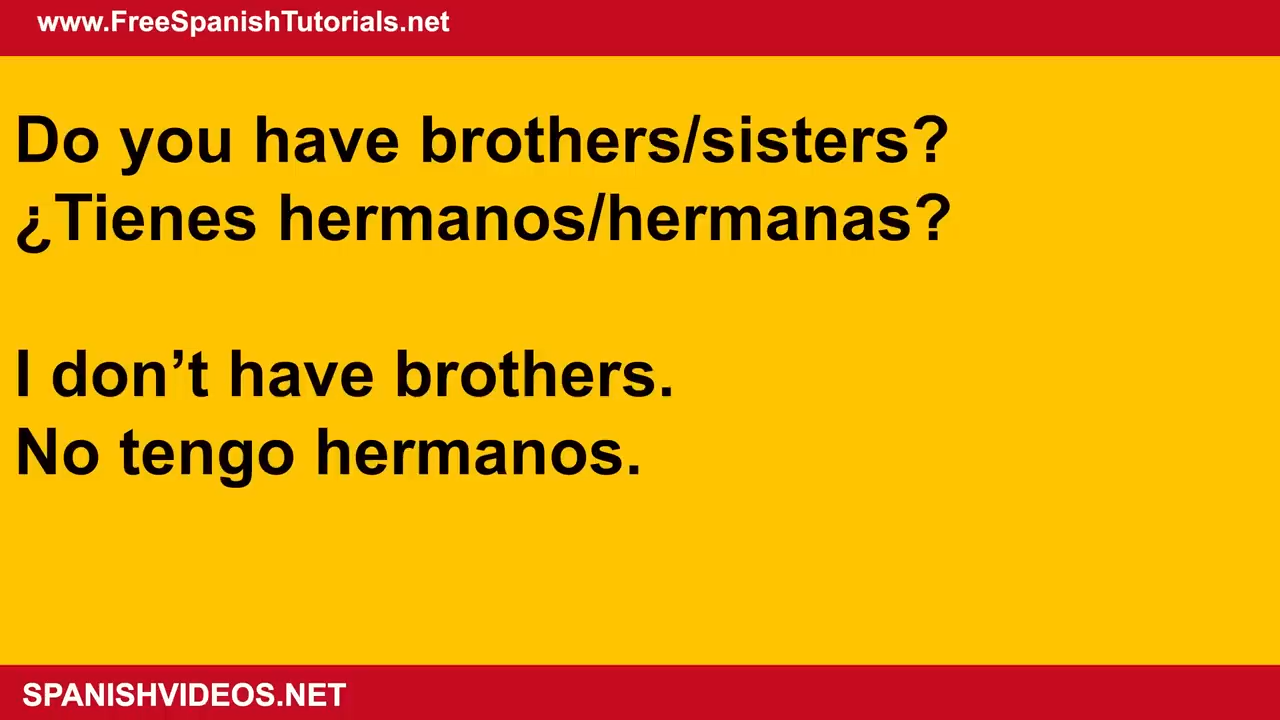 www.FreeSpanishTutorials.net
Do you have brothers/sisters?
¿Tienes hermanos/hermanas?
I don’t have brothers.
No tengo hermanos.
SPANISHVIDEOS.NET